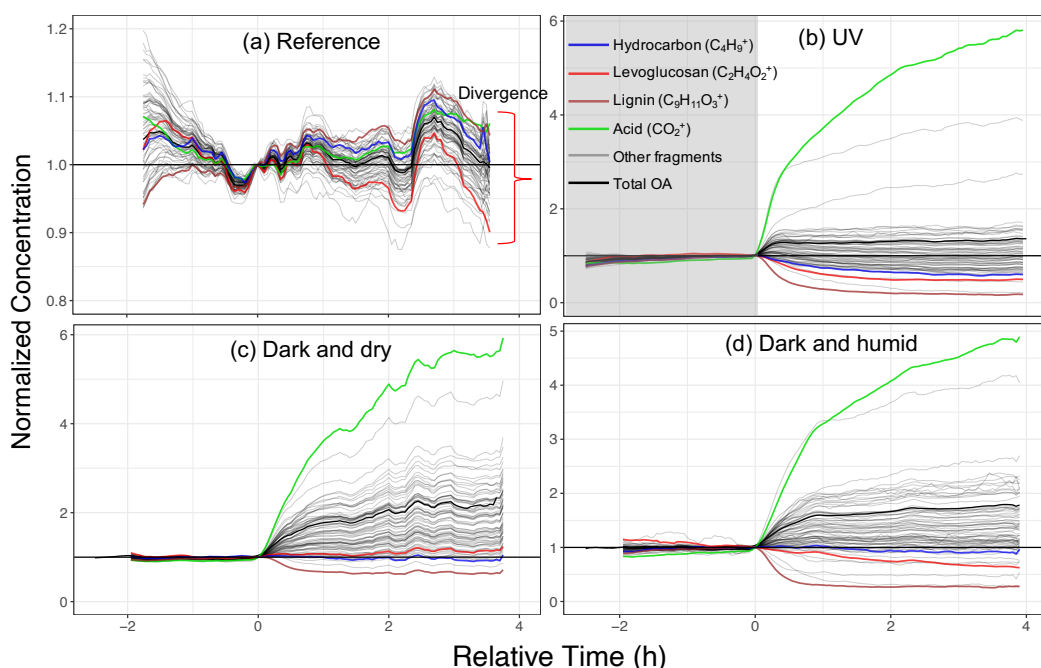 (a) Reference
Divergence
1.2
1.1
1.0
0.9
0.8
(b) UV
Hydrocarbon (C₄H₉⁺)
Levoglucosan (C₂H₄O₂⁺)
Lignin (C₉H₁₁O₃⁺)
Acid (CO₂⁺)
Other fragments
Total OA
6
4
2
0
(c) Dark and dry
6
4
2
0
−2
0
2
4
(d) Dark and humid
5
4
3
2
1
0
−2
0
2
4
Normalized Concentration
Relative Time (h)